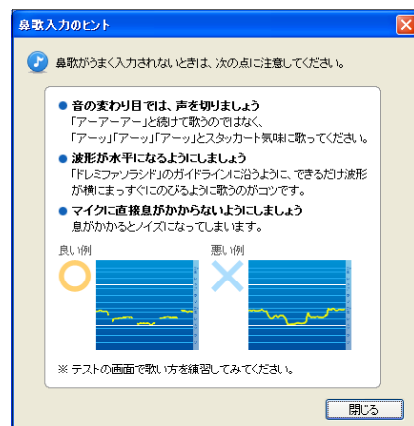 鼻歌入力のヒント
鼻歌がうまく入力されないときは、次の点に注意してください。
● 音の変わり目では、声を切りましょう
「アーアーアー」と続けて歌うのではなく、
「アーッ」「アーッ」「アーッ」とスタッカート気味に歌ってください。
● 波形が水平になるようにしましょう
「ドレミファソラシド」のガイドラインに沿うように、できるだけ波形
が横にまっすぐにのびるように歌うのがコツです。
● マイクに直接息がかからないようにしましょう
息がかかるとノイズになってしまいます。
良い例
悪い例
※ テストの画面で歌い方を練習してみてください。
閉じる